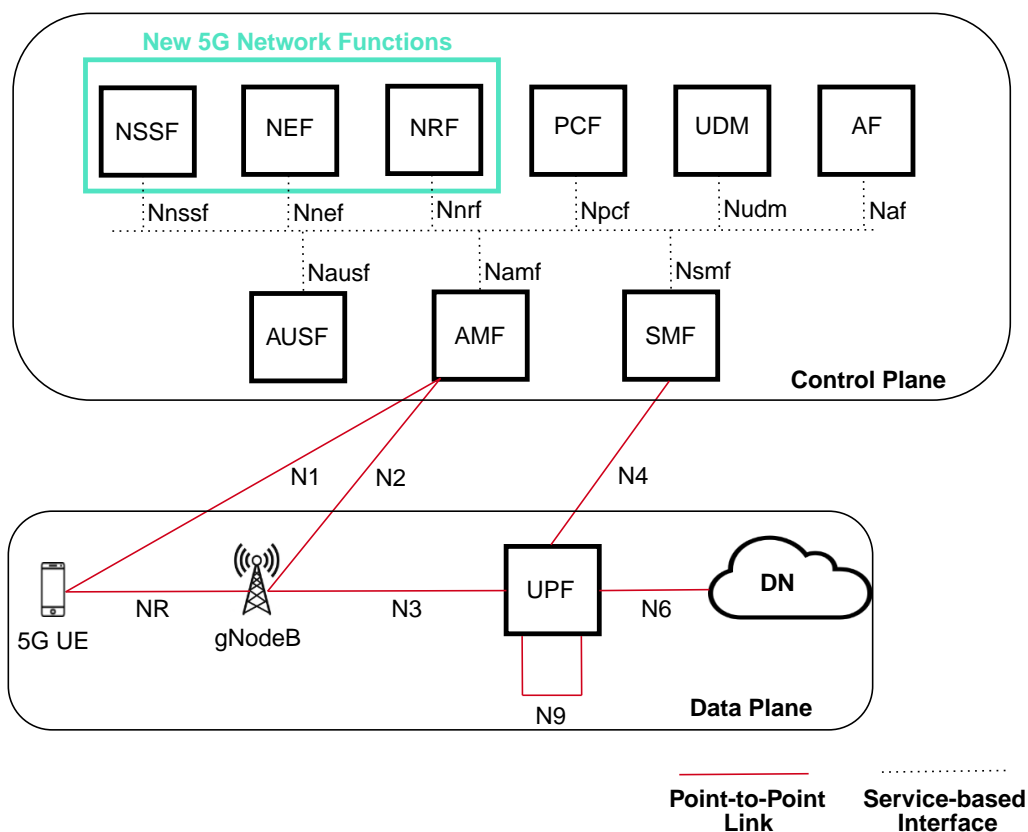 New 5G Network Functions
NSSF
NEF
NRF
PCF
UDM
AF
Nnssf
Nnef
Nnrf
Npcf
Nudm
Naf
Nausf
Namf
Nsmf
AUSF
AMF
SMF
Control Plane
N1
N2
N4
5G UE
NR
gNodeB
N3
UPF
N6
DN
N9
Data Plane
Point-to-Point
Link
Service-based
Interface